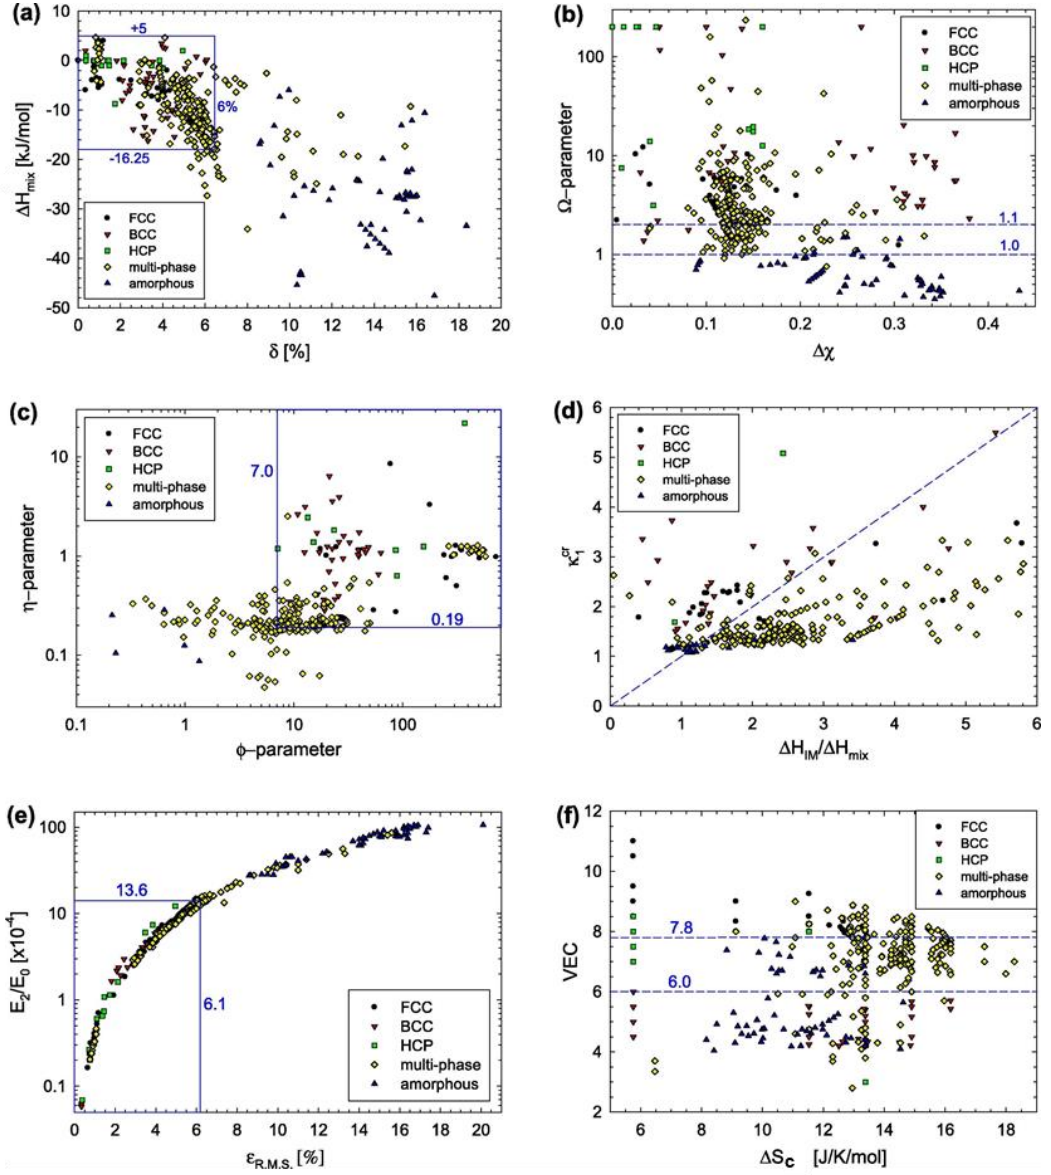 (a)
10
0
-10
-20
-30
-40
-50
ΔHmix [kJ/mol]
+5
6%
-16.25
FCC
BCC
HCP
multi-phase
amorphous
0 2 4 6 8 10 12 14 16 18 20
δ [%]
(b)
100
10
1
Ω-parameter
FCC
BCC
HCP
multi-phase
amorphous
1.1
1.0
0.0 0.1 0.2 0.3 0.4
Δχ
(c)
10
1
0.1
η-parameter
FCC
BCC
HCP
multi-phase
amorphous
7.0
0.19
0.1 1 10 100
ϕ-parameter
(d)
6
5
4
3
2
1
0
κ₁ᶜʳ
FCC
BCC
HCP
multi-phase
amorphous
0 1 2 3 4 5 6
ΔHIM/ΔHmix
(e)
100
10
1
0.1
E₂/E₀ [x10⁻⁴]
13.6
6.1
FCC
BCC
HCP
multi-phase
amorphous
0 2 4 6 8 10 12 14 16 18 20
εR.M.S. [%]
(f)
12
10
8
6
4
2
VEC
FCC
BCC
HCP
multi-phase
amorphous
7.8
6.0
6 8 10 12 14 16 18
ΔSc [J/K/mol]